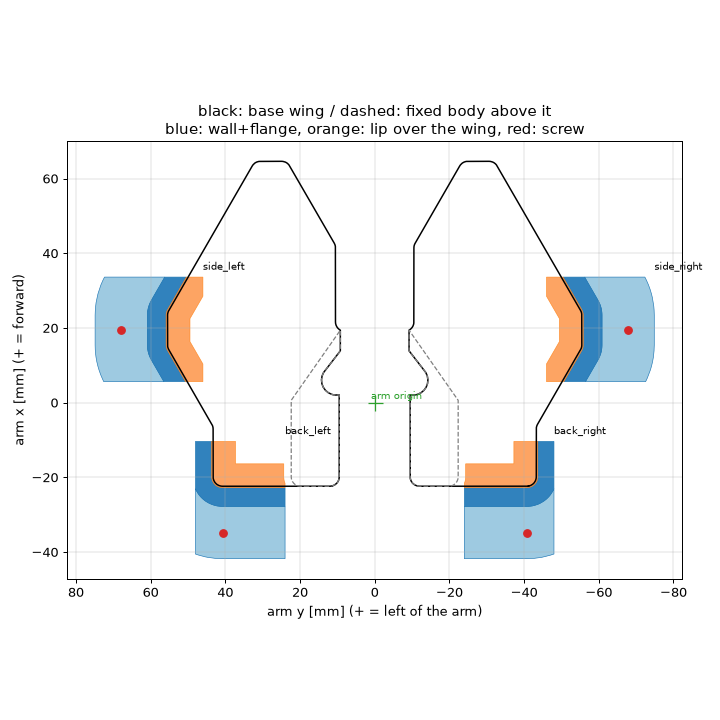 black: base wing / dashed: fixed body above it
blue: wall+flange, orange: lip over the wing, red: screw
60
40
20
0
−20
−40
arm x [mm] (+ = forward)
side_left
side_right
arm origin
back_left
back_right
80
60
40
20
0
−20
−40
−60
−80
arm y [mm] (+ = left of the arm)